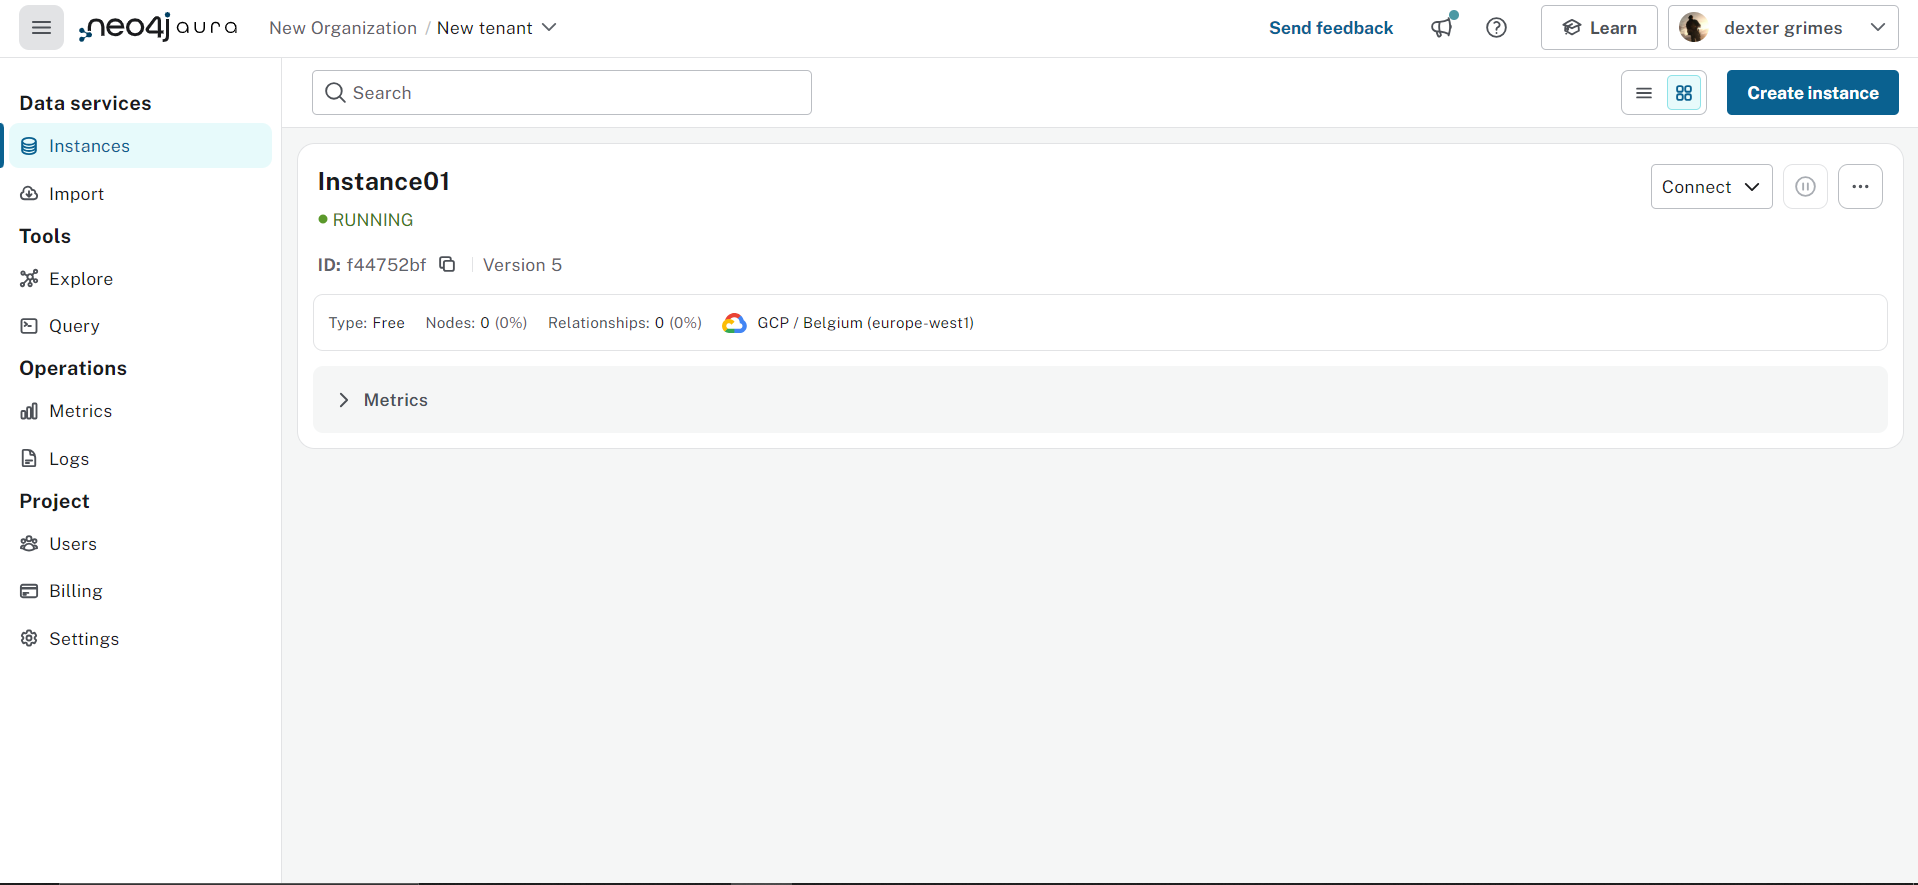 neo4j aura
New Organization / New tenant
Send feedback
Learn
dexter grimes
Data services
Instances
Import
Tools
Explore
Query
Operations
Metrics
Logs
Project
Users
Billing
Settings
Search
Create instance
Instance01
Connect
RUNNING
ID: f44752bf
Version 5
Type: Free Nodes: 0 (0%) Relationships: 0 (0%) GCP / Belgium (europe-west1)
Metrics